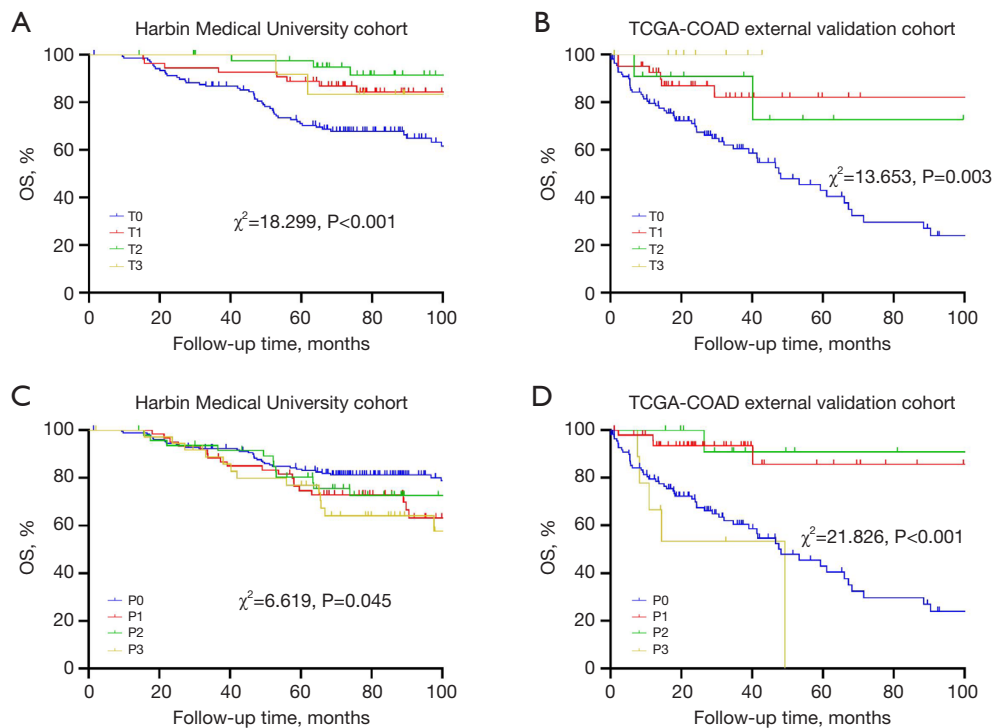 A
Harbin Medical University cohort
OS, %
100
80
60
40
20
0
χ²=18.299, P<0.001
T0
T1
T2
T3
0 20 40 60 80 100
Follow-up time, months
B
TCGA-COAD external validation cohort
OS, %
100
80
60
40
20
0
χ²=13.653, P=0.003
T0
T1
T2
T3
0 20 40 60 80 100
Follow-up time, months
C
Harbin Medical University cohort
OS, %
100
80
60
40
20
0
χ²=6.619, P=0.045
P0
P1
P2
P3
0 20 40 60 80 100
Follow-up time, months
D
TCGA-COAD external validation cohort
OS, %
100
80
60
40
20
0
χ²=21.826, P<0.001
P0
P1
P2
P3
0 20 40 60 80 100
Follow-up time, months